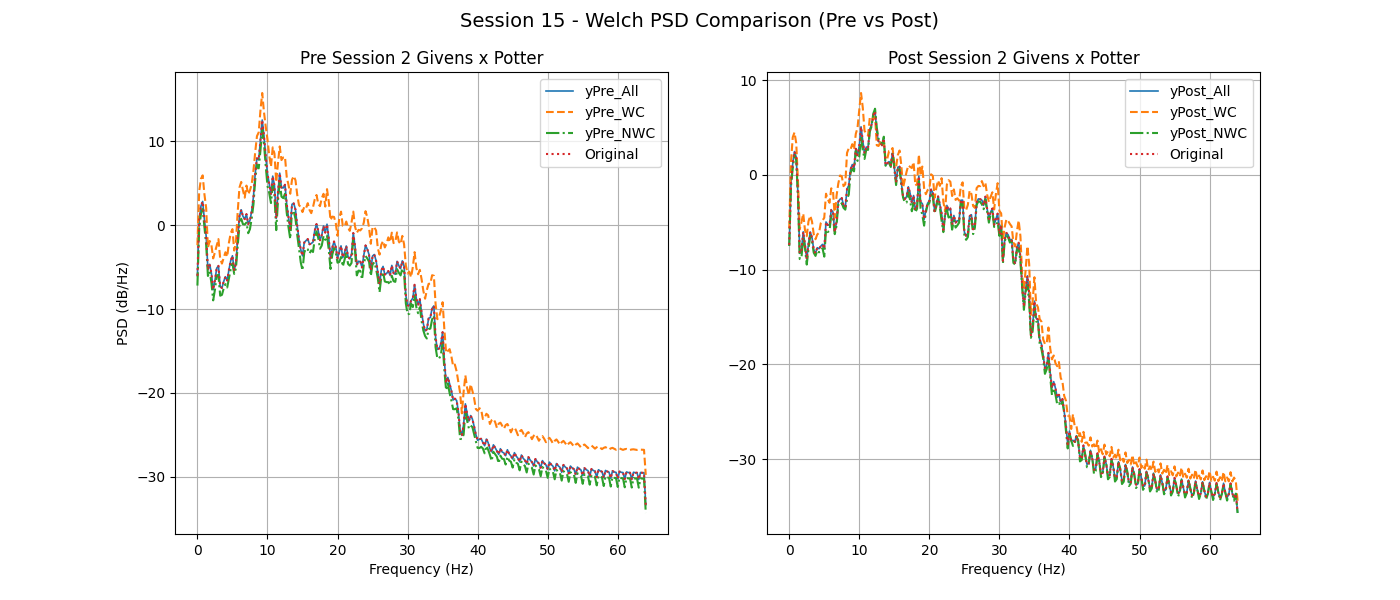 Session 15 - Welch PSD Comparison (Pre vs Post)
Pre Session 2 Givens x Potter
yPre_All
yPre_WC
yPre_NWC
Original
10
0
−10
−20
−30
PSD (dB/Hz)
0 10 20 30 40 50 60
Frequency (Hz)
Post Session 2 Givens x Potter
yPost_All
yPost_WC
yPost_NWC
Original
10
0
−10
−20
−30
0 10 20 30 40 50 60
Frequency (Hz)